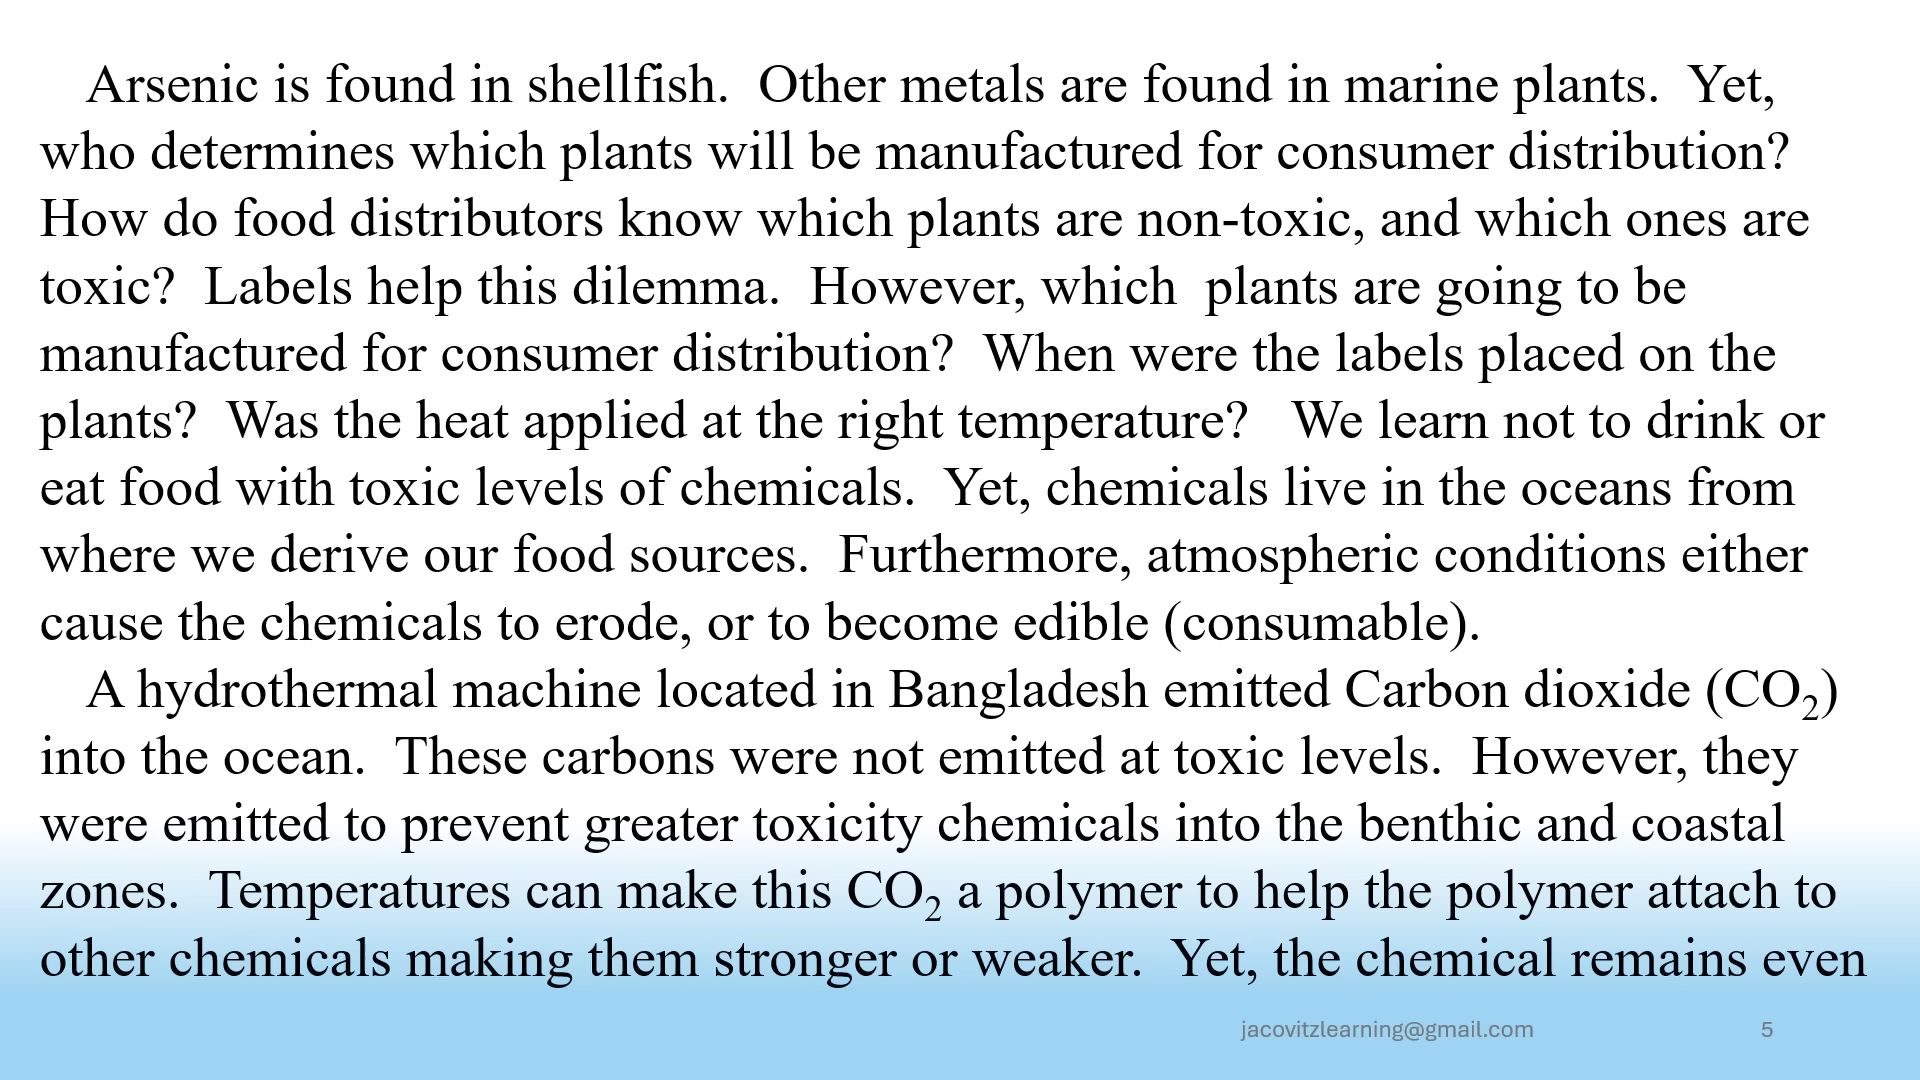 Arsenic is found in shellfish.  Other metals are found in marine plants.  Yet,
who determines which plants will be manufactured for consumer distribution?
How do food distributors know which plants are non-toxic, and which ones are
toxic?  Labels help this dilemma.  However, which  plants are going to be
manufactured for consumer distribution?  When were the labels placed on the
plants?  Was the heat applied at the right temperature?   We learn not to drink or
eat food with toxic levels of chemicals.  Yet, chemicals live in the oceans from
where we derive our food sources.  Furthermore, atmospheric conditions either
cause the chemicals to erode, or to become edible (consumable).
A hydrothermal machine located in Bangladesh emitted Carbon dioxide (CO₂)
into the ocean.  These carbons were not emitted at toxic levels.  However, they
were emitted to prevent greater toxicity chemicals into the benthic and coastal
zones.  Temperatures can make this CO₂ a polymer to help the polymer attach to
other chemicals making them stronger or weaker.  Yet, the chemical remains even
jacovitzlearning@gmail.com 5